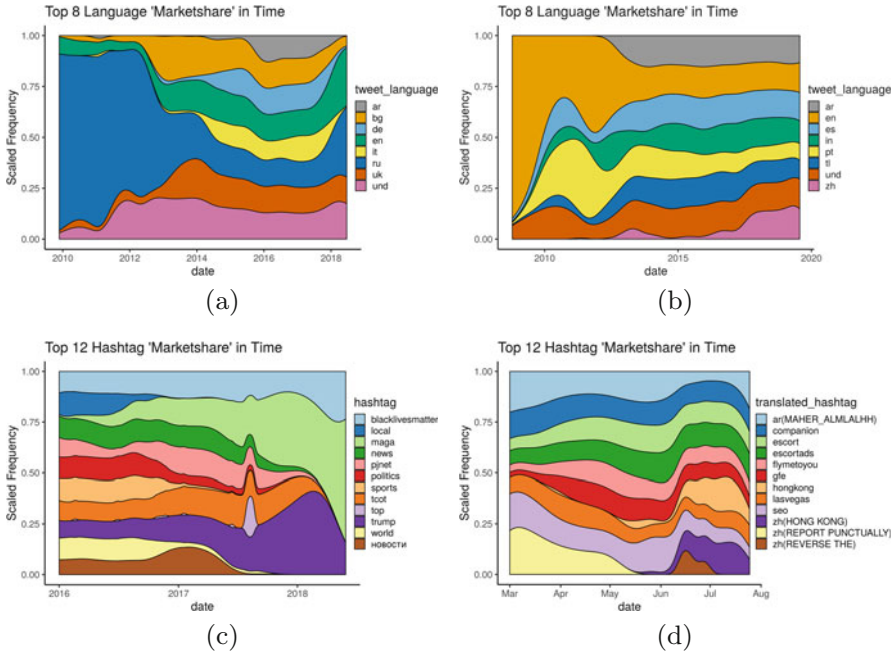 Top 8 Language 'Marketshare' in Time
1.00
0.75
0.50
0.25
0.00
Scaled Frequency
2010
2012
2014
2016
2018
date
tweet_language
ar
bg
de
en
it
ru
uk
und
(a)
Top 8 Language 'Marketshare' in Time
1.00
0.75
0.50
0.25
0.00
Scaled Frequency
2010
2015
2020
date
tweet_language
ar
en
es
in
pt
tl
und
zh
(b)
Top 12 Hashtag 'Marketshare' in Time
1.00
0.75
0.50
0.25
0.00
Scaled Frequency
2016
2017
2018
date
hashtag
blacklivesmatter
local
maga
news
pjnet
politics
sports
tcot
top
trump
world
новости
(c)
Top 12 Hashtag 'Marketshare' in Time
1.00
0.75
0.50
0.25
0.00
Scaled Frequency
Mar
Apr
May
Jun
Jul
Aug
date
translated_hashtag
ar(MAHER_ALMLALHH)
companion
escort
escortads
flymetoyou
gfe
hongkong
lasvegas
seo
zh(HONG KONG)
zh(REPORT PUNCTUALLY)
zh(REVERSE THE)
(d)